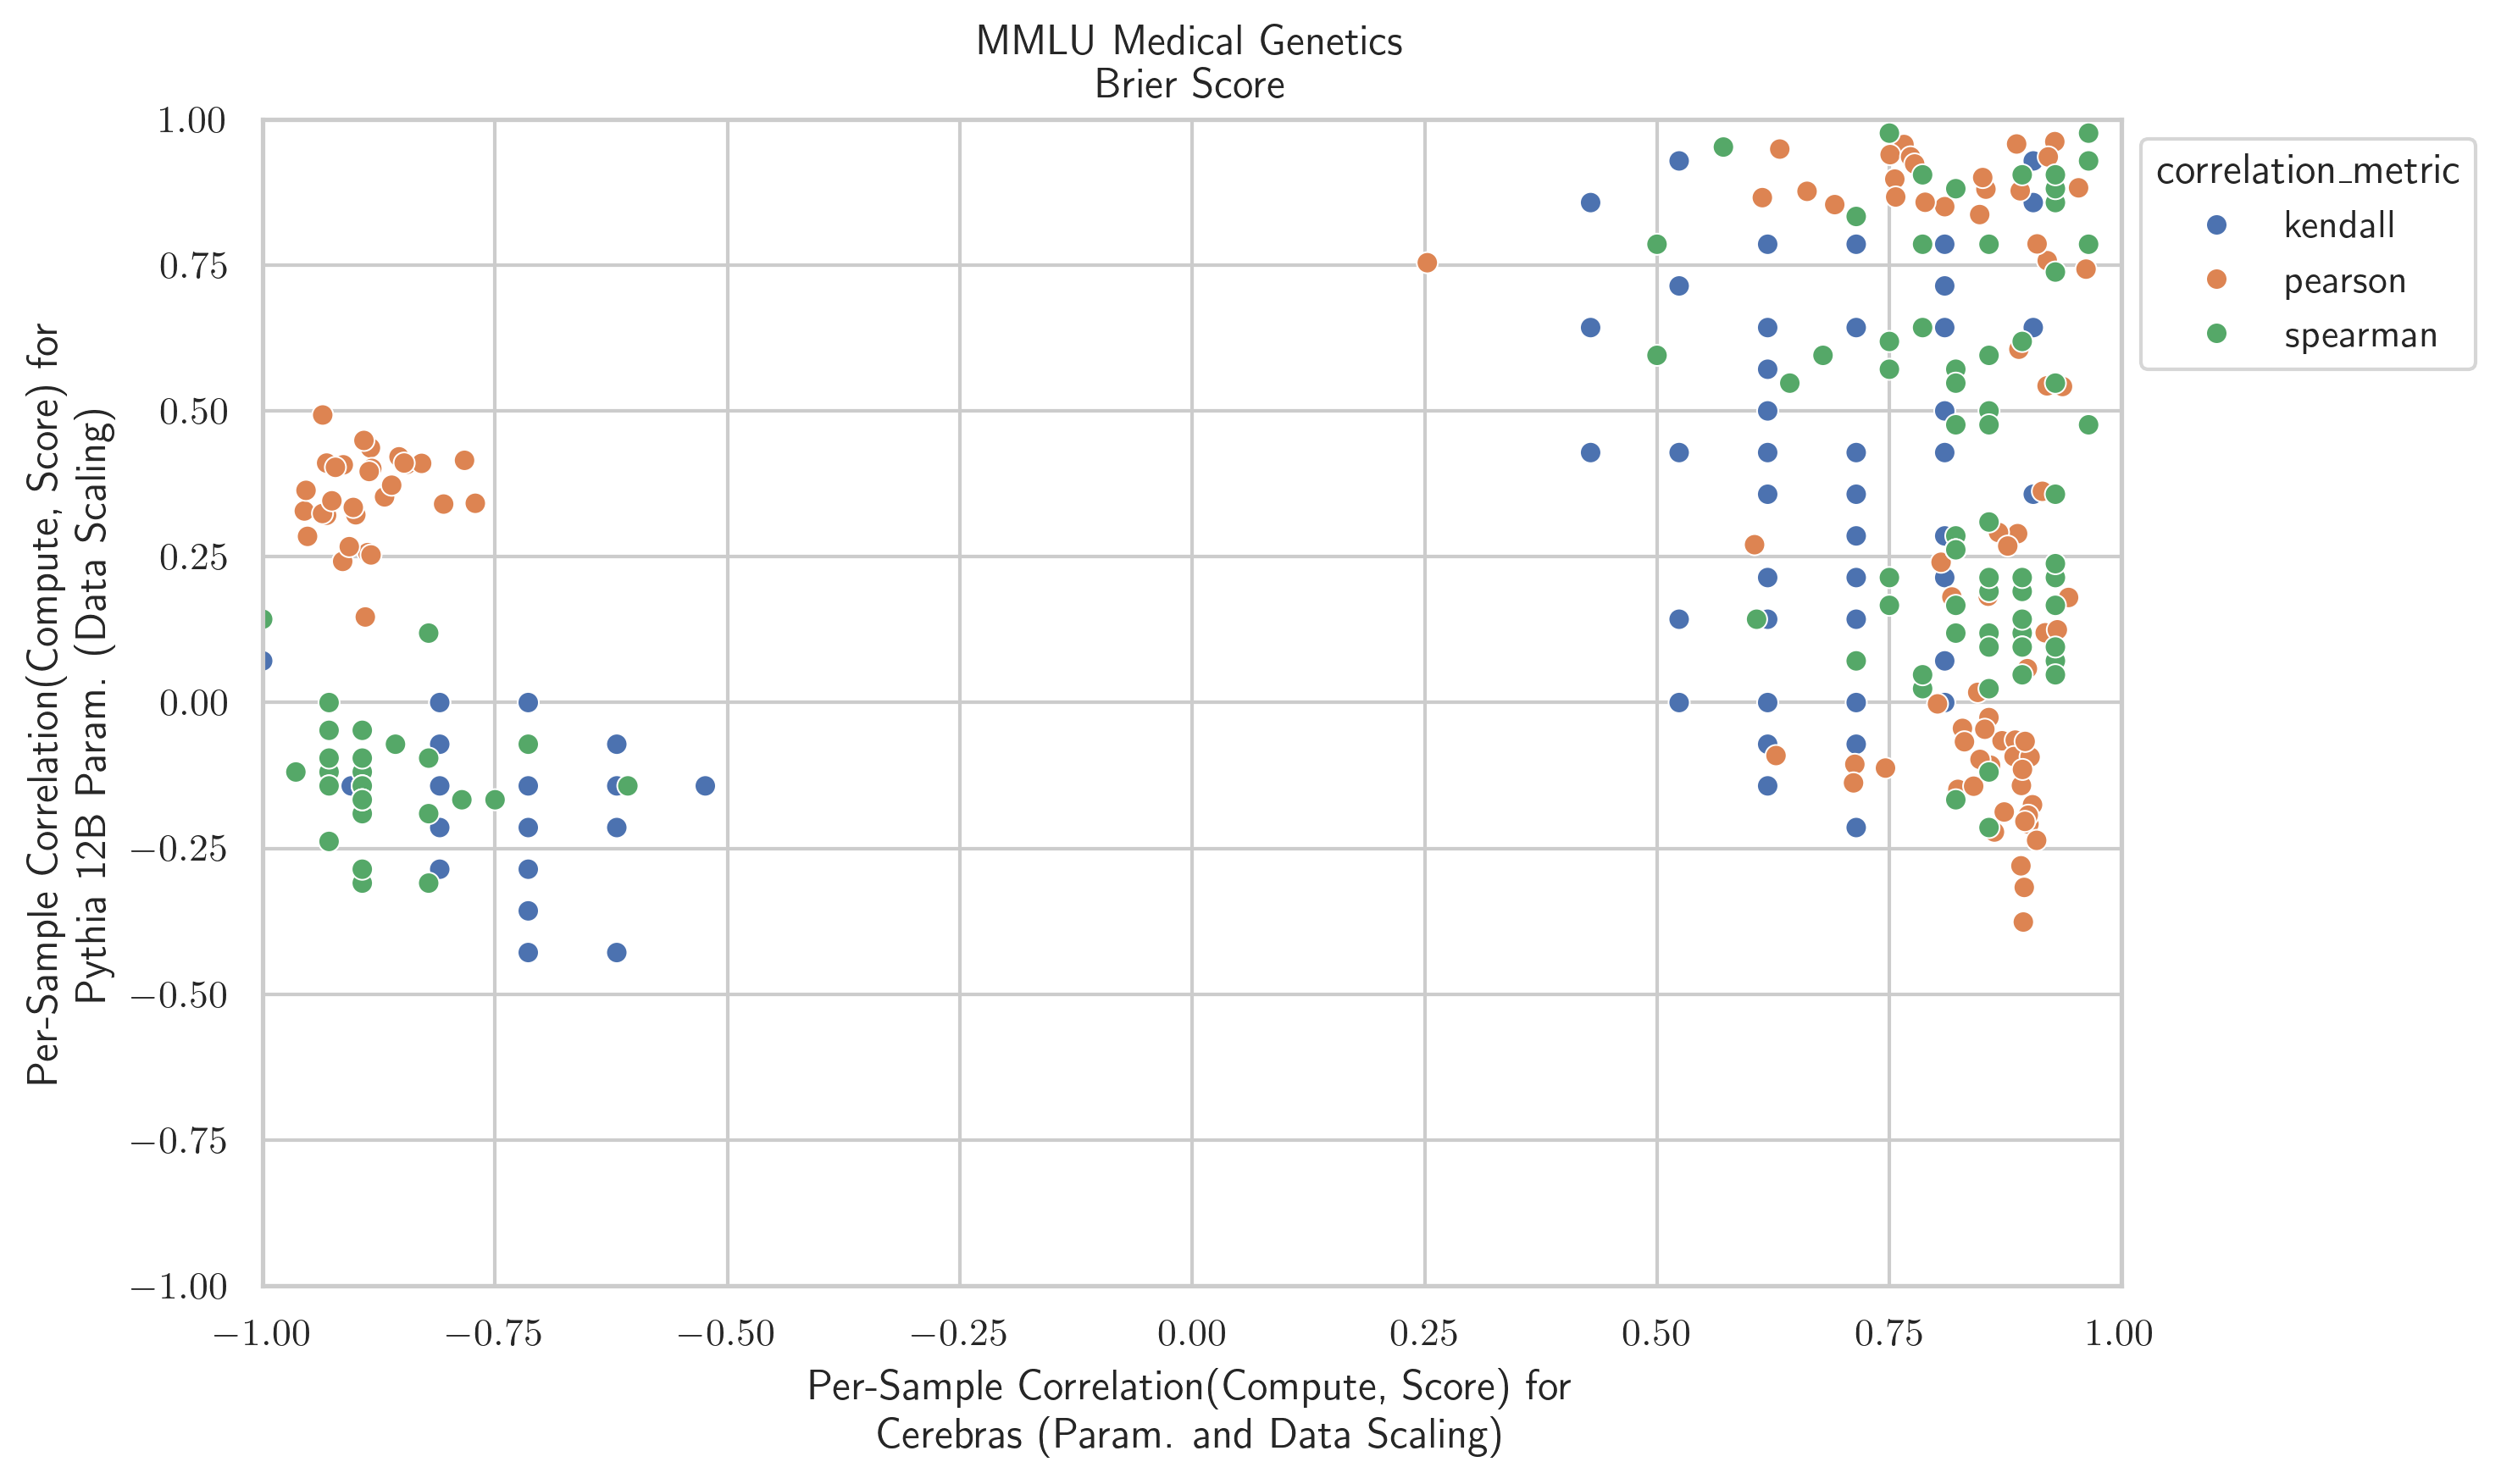 MMLU Medical Genetics
Brier Score
Per-Sample Correlation(Compute, Score) for
Pythia 12B Param. (Data Scaling)
1.00
0.75
0.50
0.25
0.00
−0.25
−0.50
−0.75
−1.00
−1.00 −0.75 −0.50 −0.25 0.00 0.25 0.50 0.75 1.00
Per-Sample Correlation(Compute, Score) for
Cerebras (Param. and Data Scaling)
correlation_metric
kendall
pearson
spearman